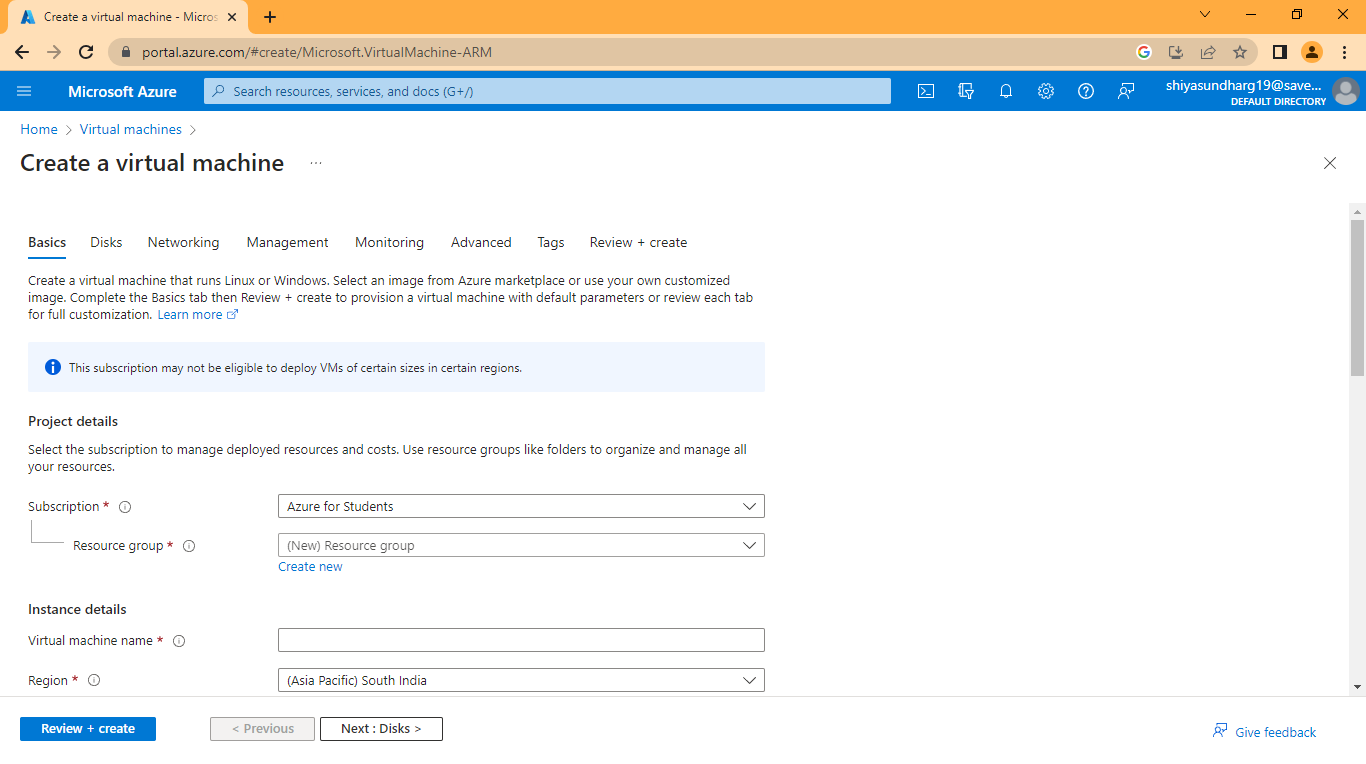 Create a virtual machine - Micros
portal.azure.com/#create/Microsoft.VirtualMachine-ARM
Microsoft Azure
Search resources, services, and docs (G+/)
shiyasundharg19@save...
DEFAULT DIRECTORY
Home > Virtual machines >
Create a virtual machine ...
Basics Disks Networking Management Monitoring Advanced Tags Review + create
Create a virtual machine that runs Linux or Windows. Select an image from Azure marketplace or use your own customized
image. Complete the Basics tab then Review + create to provision a virtual machine with default parameters or review each tab
for full customization. Learn more
This subscription may not be eligible to deploy VMs of certain sizes in certain regions.
Project details
Select the subscription to manage deployed resources and costs. Use resource groups like folders to organize and manage all
your resources.
Subscription * Azure for Students
Resource group * (New) Resource group
Create new
Instance details
Virtual machine name *
Region * (Asia Pacific) South India
Review + create < Previous Next : Disks > Give feedback